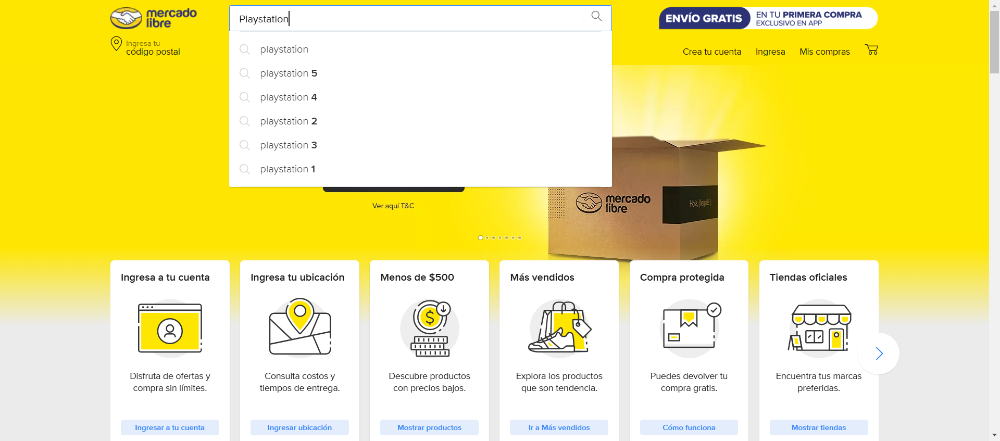 mercado
libre
Playstation
ENVÍO GRATIS
EN TU PRIMERA COMPRA
EXCLUSIVO EN APP
Ingresa tu
código postal
Crea tu cuenta
Ingresa
Mis compras
playstation
playstation 5
playstation 4
playstation 2
playstation 3
playstation 1
Ver aquí T&C
mercado
libre
Hola, ¡llegué! :)
Ingresa a tu cuenta
Disfruta de ofertas y
compra sin límites.
Ingresar a tu cuenta
Ingresa tu ubicación
Consulta costos y
tiempos de entrega.
Ingresar ubicación
Menos de $500
$
Descubre productos
con precios bajos.
Mostrar productos
Más vendidos
Explora los productos
que son tendencia.
Ir a Más vendidos
Compra protegida
Puedes devolver tu
compra gratis.
Cómo funciona
Tiendas oficiales
Encuentra tus marcas
preferidas.
Mostrar tiendas